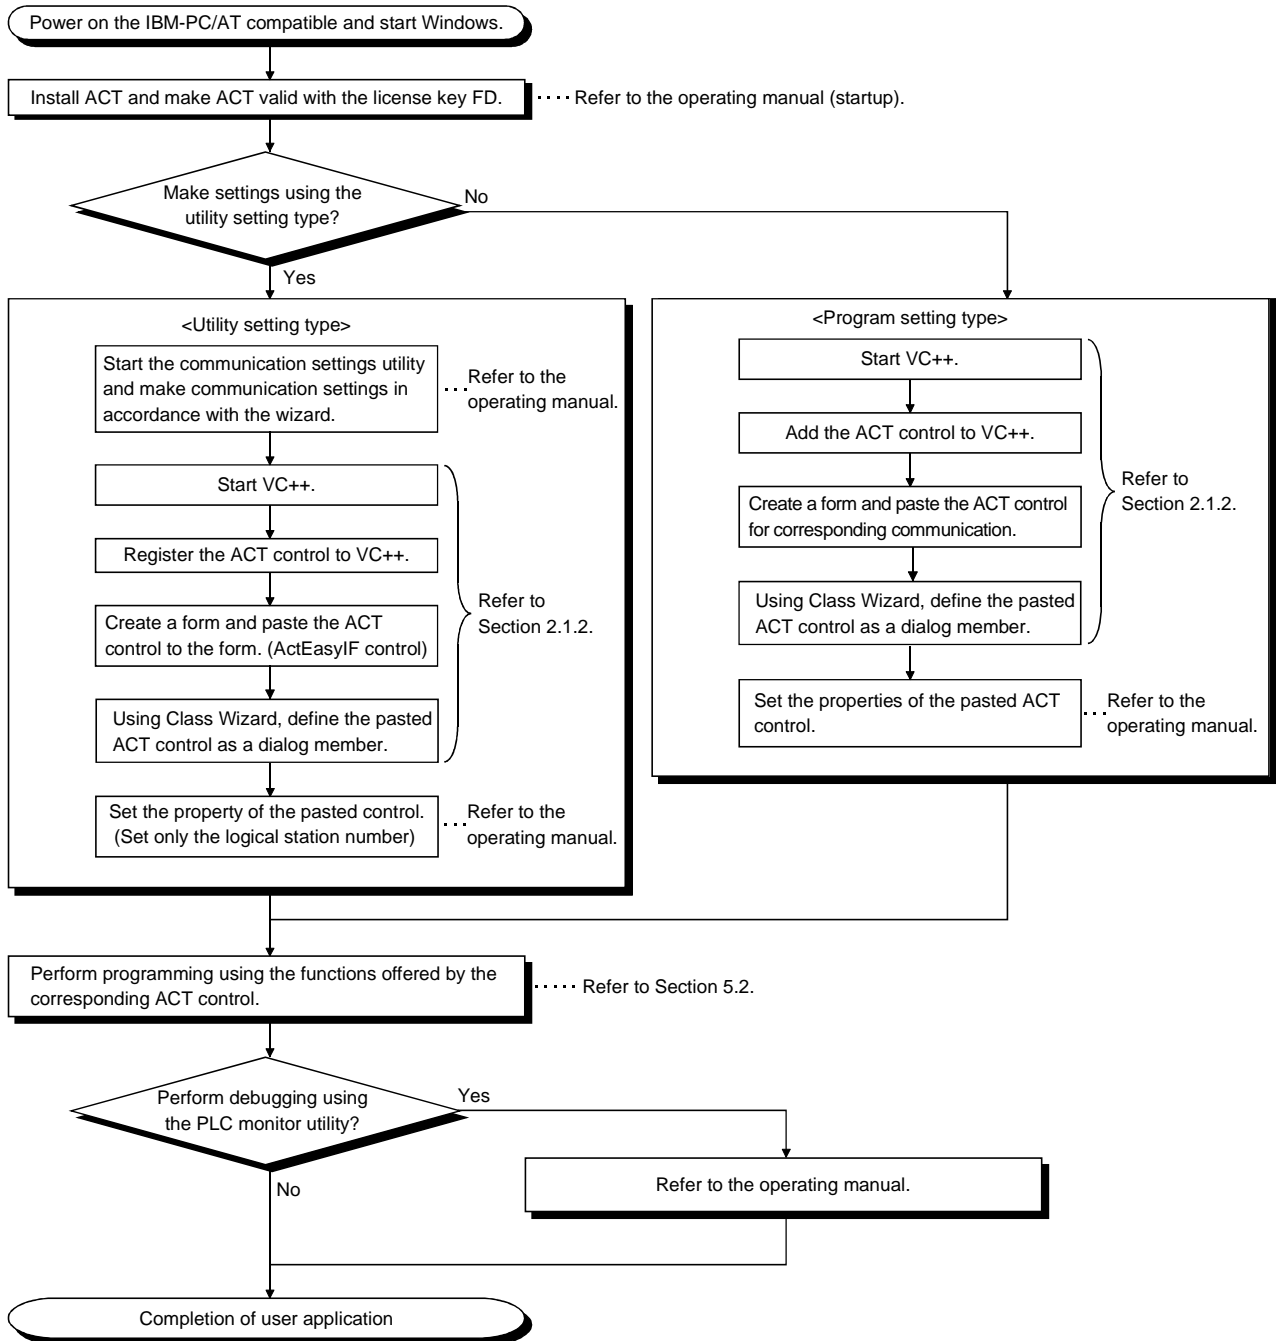 Power on the IBM-PC/AT compatible and start Windows.
Install ACT and make ACT valid with the license key FD.
Refer to the operating manual (startup).
Make settings using the
utility setting type?
No
Yes
<Utility setting type>
Start the communication settings utility
and make communication settings in
accordance with the wizard.
Refer to the
operating manual.
Start VC++.
Register the ACT control to VC++.
Create a form and paste the ACT
control to the form. (ActEasyIF control)
Using Class Wizard, define the pasted
ACT control as a dialog member.
Refer to
Section 2.1.2.
Set the property of the pasted control.
(Set only the logical station number)
Refer to the
operating manual.
<Program setting type>
Start VC++.
Add the ACT control to VC++.
Create a form and paste the ACT control
for corresponding communication.
Using Class Wizard, define the pasted
ACT control as a dialog member.
Refer to
Section 2.1.2.
Set the properties of the pasted ACT
control.
Refer to the
operating manual.
Perform programming using the functions offered by the
corresponding ACT control.
Refer to Section 5.2.
Perform debugging using
the PLC monitor utility?
Yes
No
Refer to the operating manual.
Completion of user application